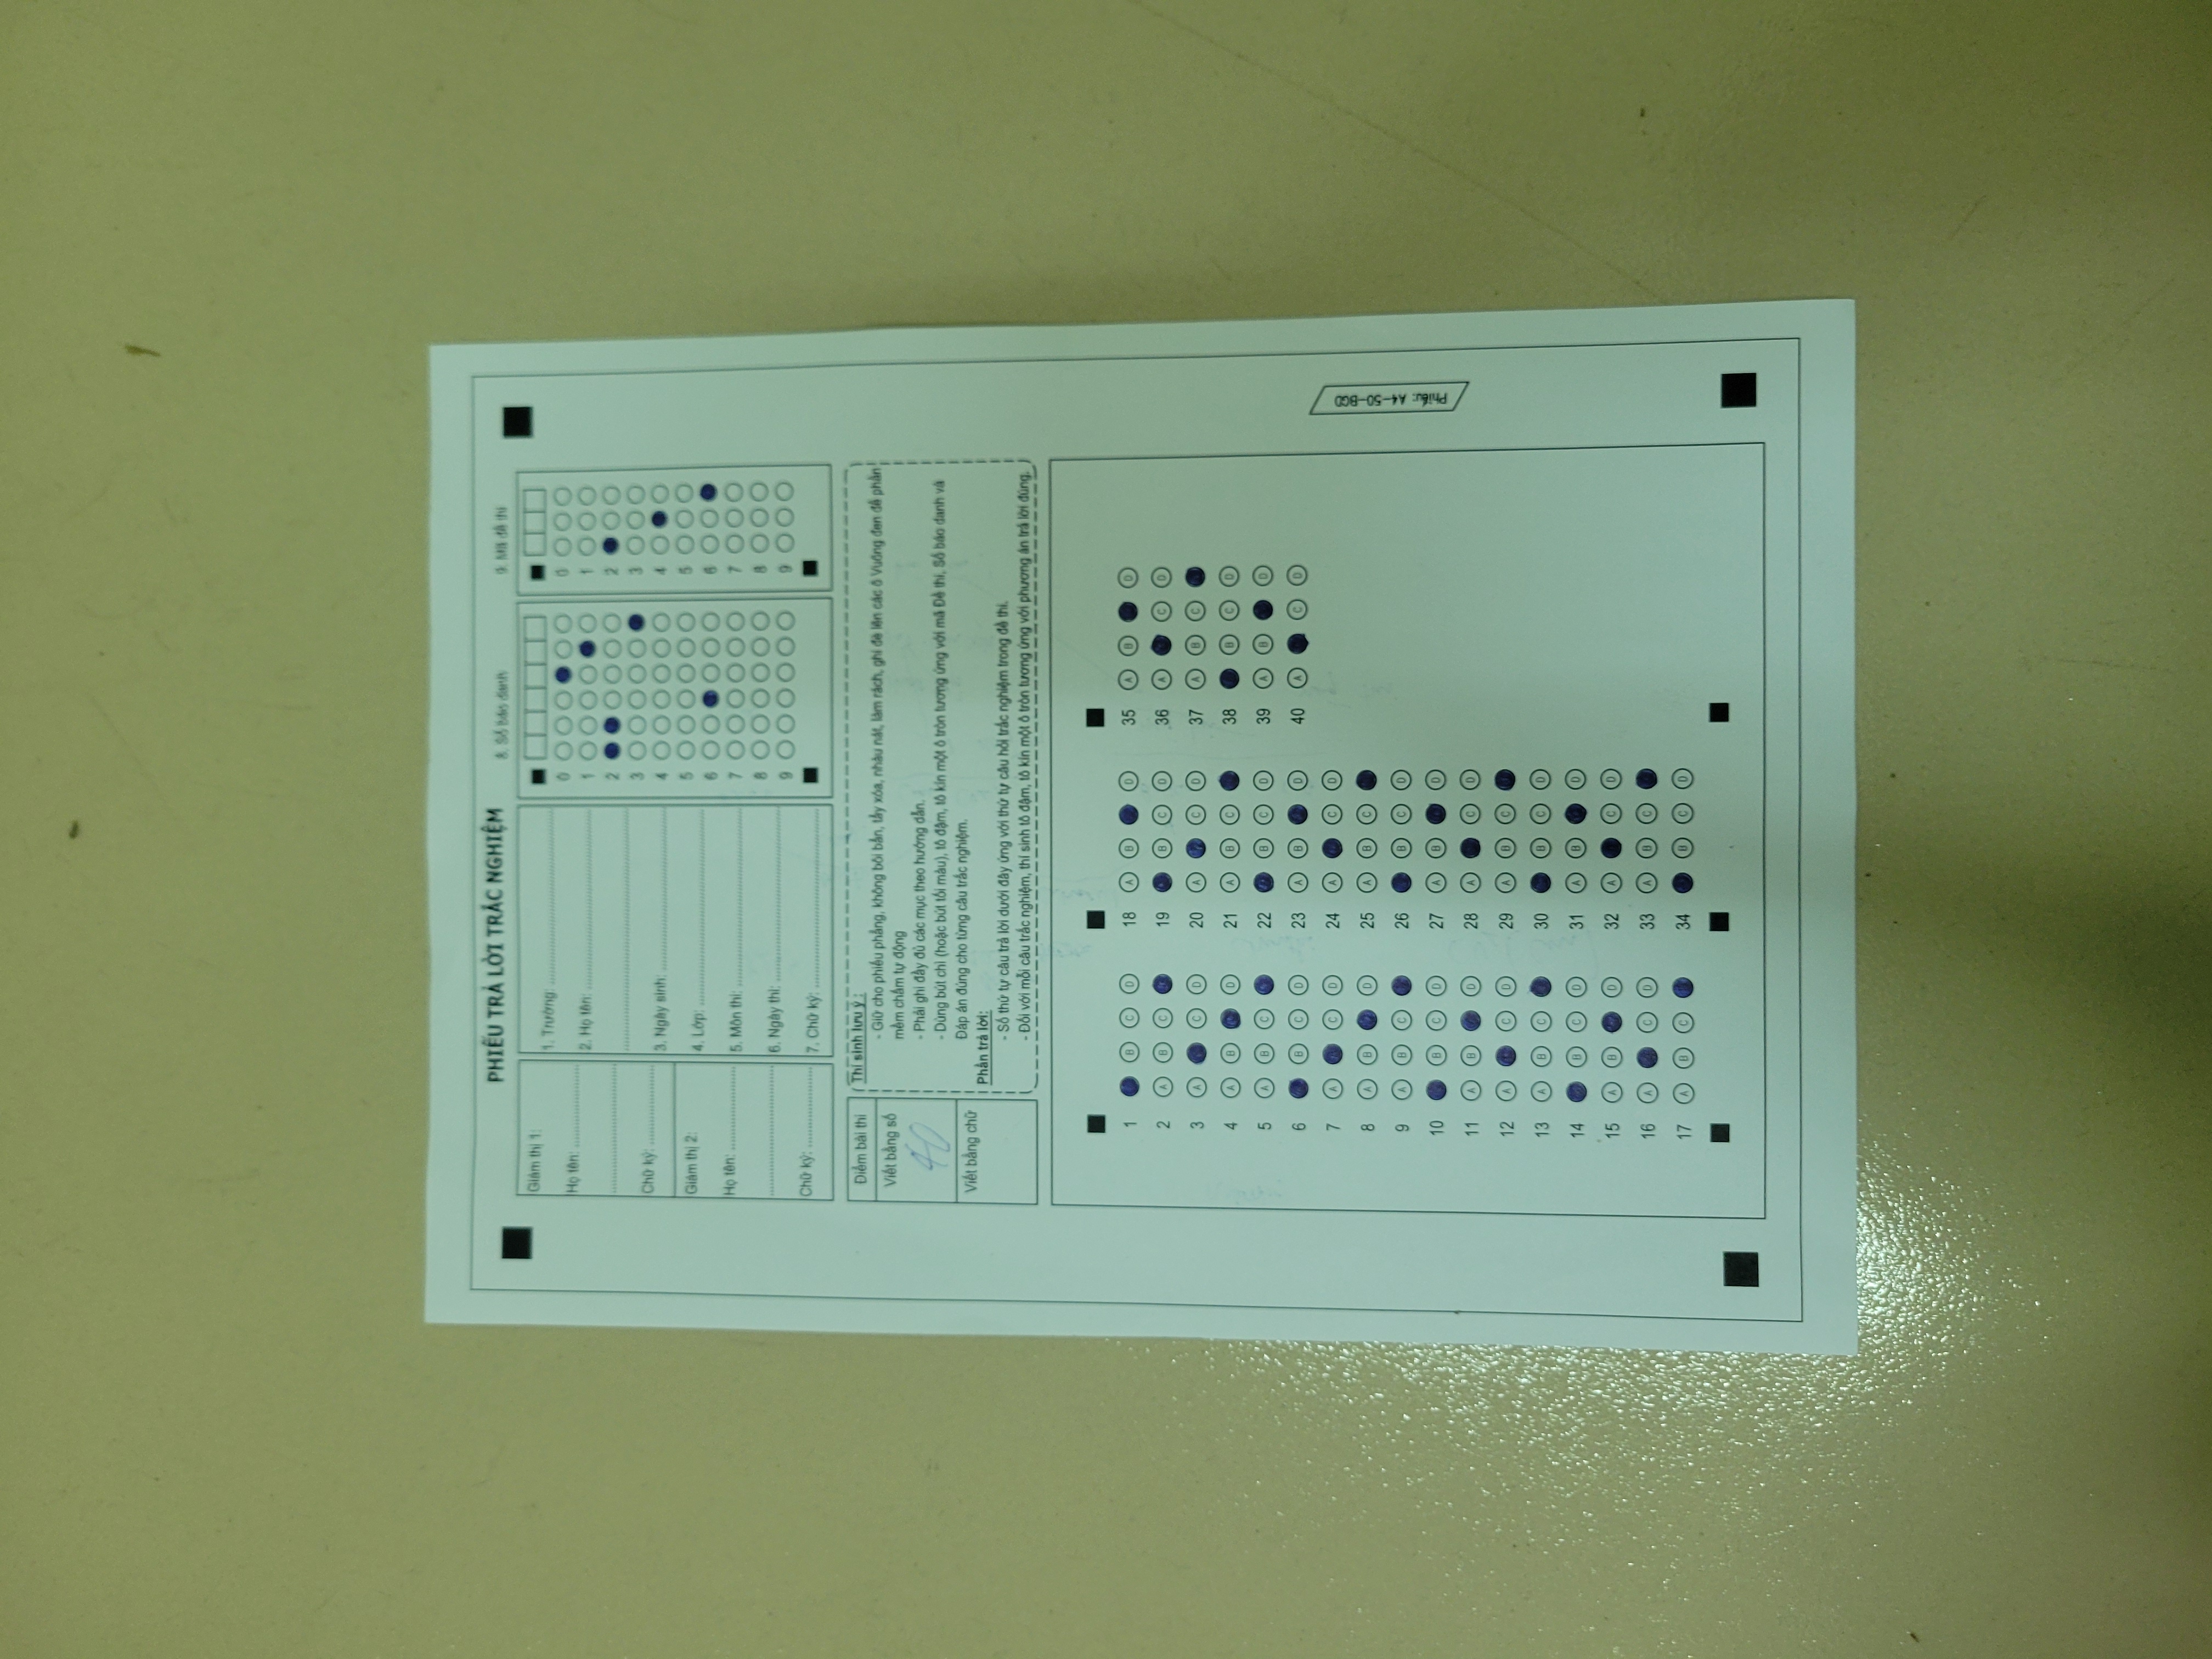 PHIẾU TRẢ LỜI TRẮC NGHIỆM
8. Số báo danh
9. Mã đề thi
Giám thị 1:
Họ tên:
Chữ ký:
Giám thị 2:
Họ tên:
Chữ ký:
1. Trường:
2. Họ tên:
3. Ngày sinh:
4. Lớp:
5. Môn thi:
6. Ngày thi:
7. Chữ ký:
0 0
1 1
2 2
3 3
4 4
5 5
6 6
7 7
8 8
9 9
Điểm bài thi
Viết bằng số
40
Viết bằng chữ
Thí sinh lưu ý :
- Giữ cho phiếu phẳng, không bôi bẩn, tẩy xóa, nhàu nát, làm rách, ghi đè lên các ô Vuông đen để phần
mềm chấm tự động
- Phải ghi đầy đủ các mục theo hướng dẫn.
- Dùng bút chì (hoặc bút tối màu), tô đậm, tô kín một ô tròn tương ứng với mã Đề thi, Số báo danh và
Đáp án đúng cho từng câu trắc nghiệm.
Phần trả lời:
- Số thứ tự câu trả lời dưới đây ứng với thứ tự câu hỏi trắc nghiệm trong đề thi.
- Đối với mỗi câu trắc nghiệm, thí sinh tô đậm, tô kín một ô tròn tương ứng với phương án trả lời đúng.
1 B C D
2 A B C
3 A C D
4 A B D
5 A B C
6 B C D
7 A C D
8 A B D
9 A B C
10 B C D
11 A B D
12 A C D
13 A B C
14 B C D
15 A B D
16 A C D
17 A B C
18 A B D
19 B C D
20 A C D
21 A B C
22 B C D
23 A B D
24 A C D
25 A B C
26 B C D
27 A B D
28 A C D
29 A B C
30 B C D
31 A B D
32 A C D
33 A B C
34 B C D
35 A B D
36 A C D
37 A B C
38 B C D
39 A B D
40 A C D
Phiếu: A4-50-BGD